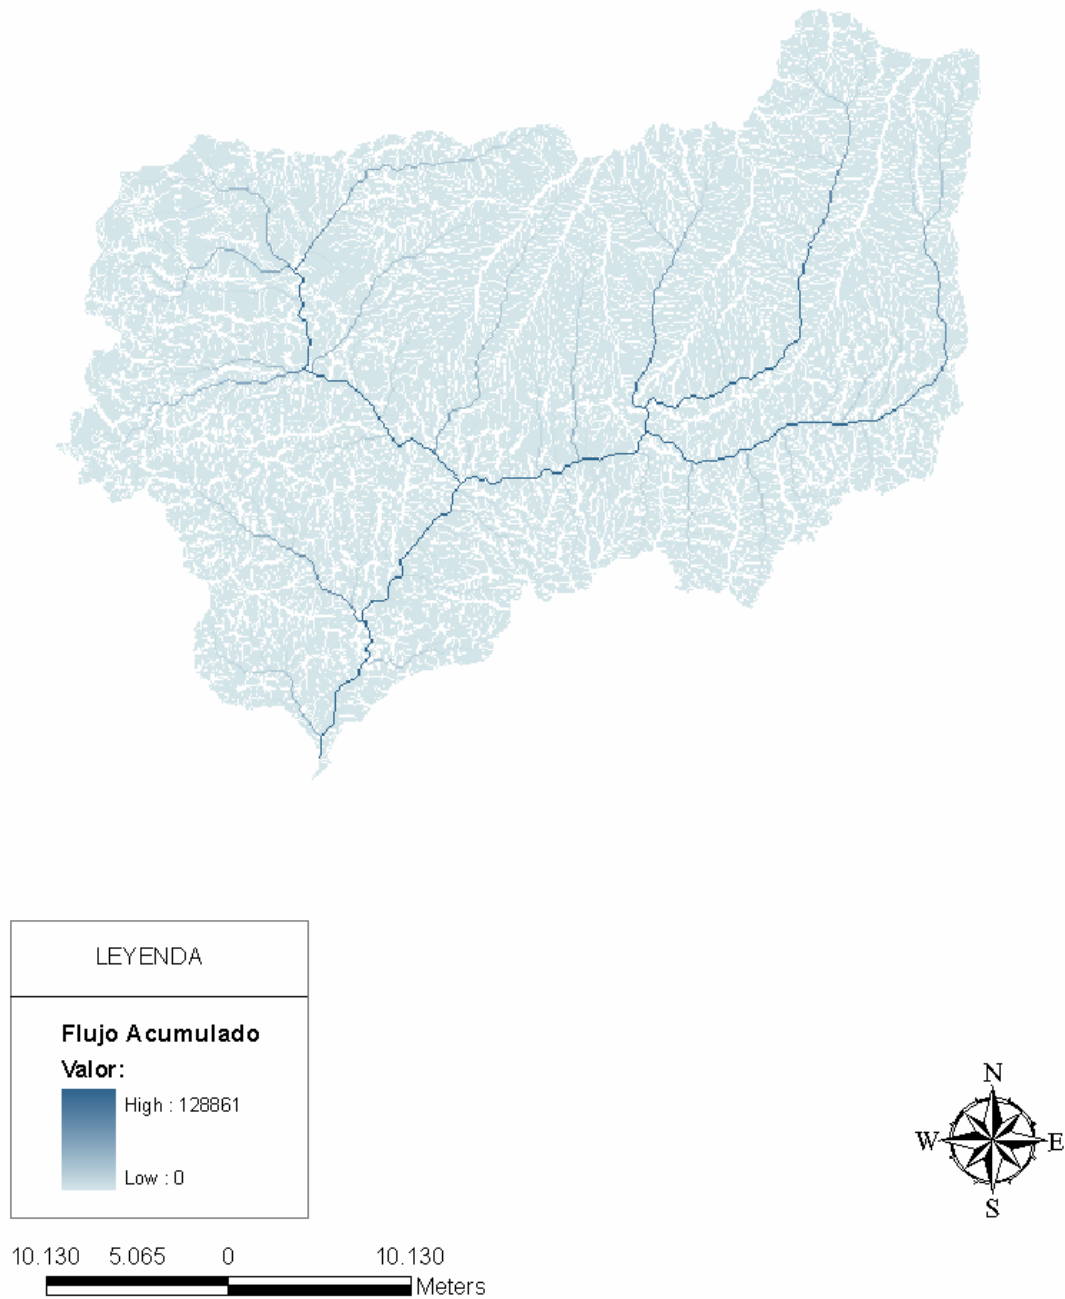 LEYENDA
Flujo Acumulado
Valor:
High : 128861
Low : 0
N
W E
S
10.130 5.065 0 10.130
Meters